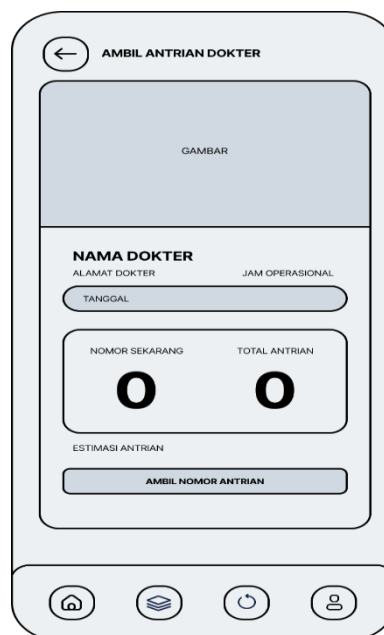 AMBIL ANTRIAN DOKTER
GAMBAR
NAMA DOKTER
ALAMAT DOKTER JAM OPERASIONAL
TANGGAL
NOMOR SEKARANG TOTAL ANTRIAN
0 0
ESTIMASI ANTRIAN
AMBIL NOMOR ANTRIAN